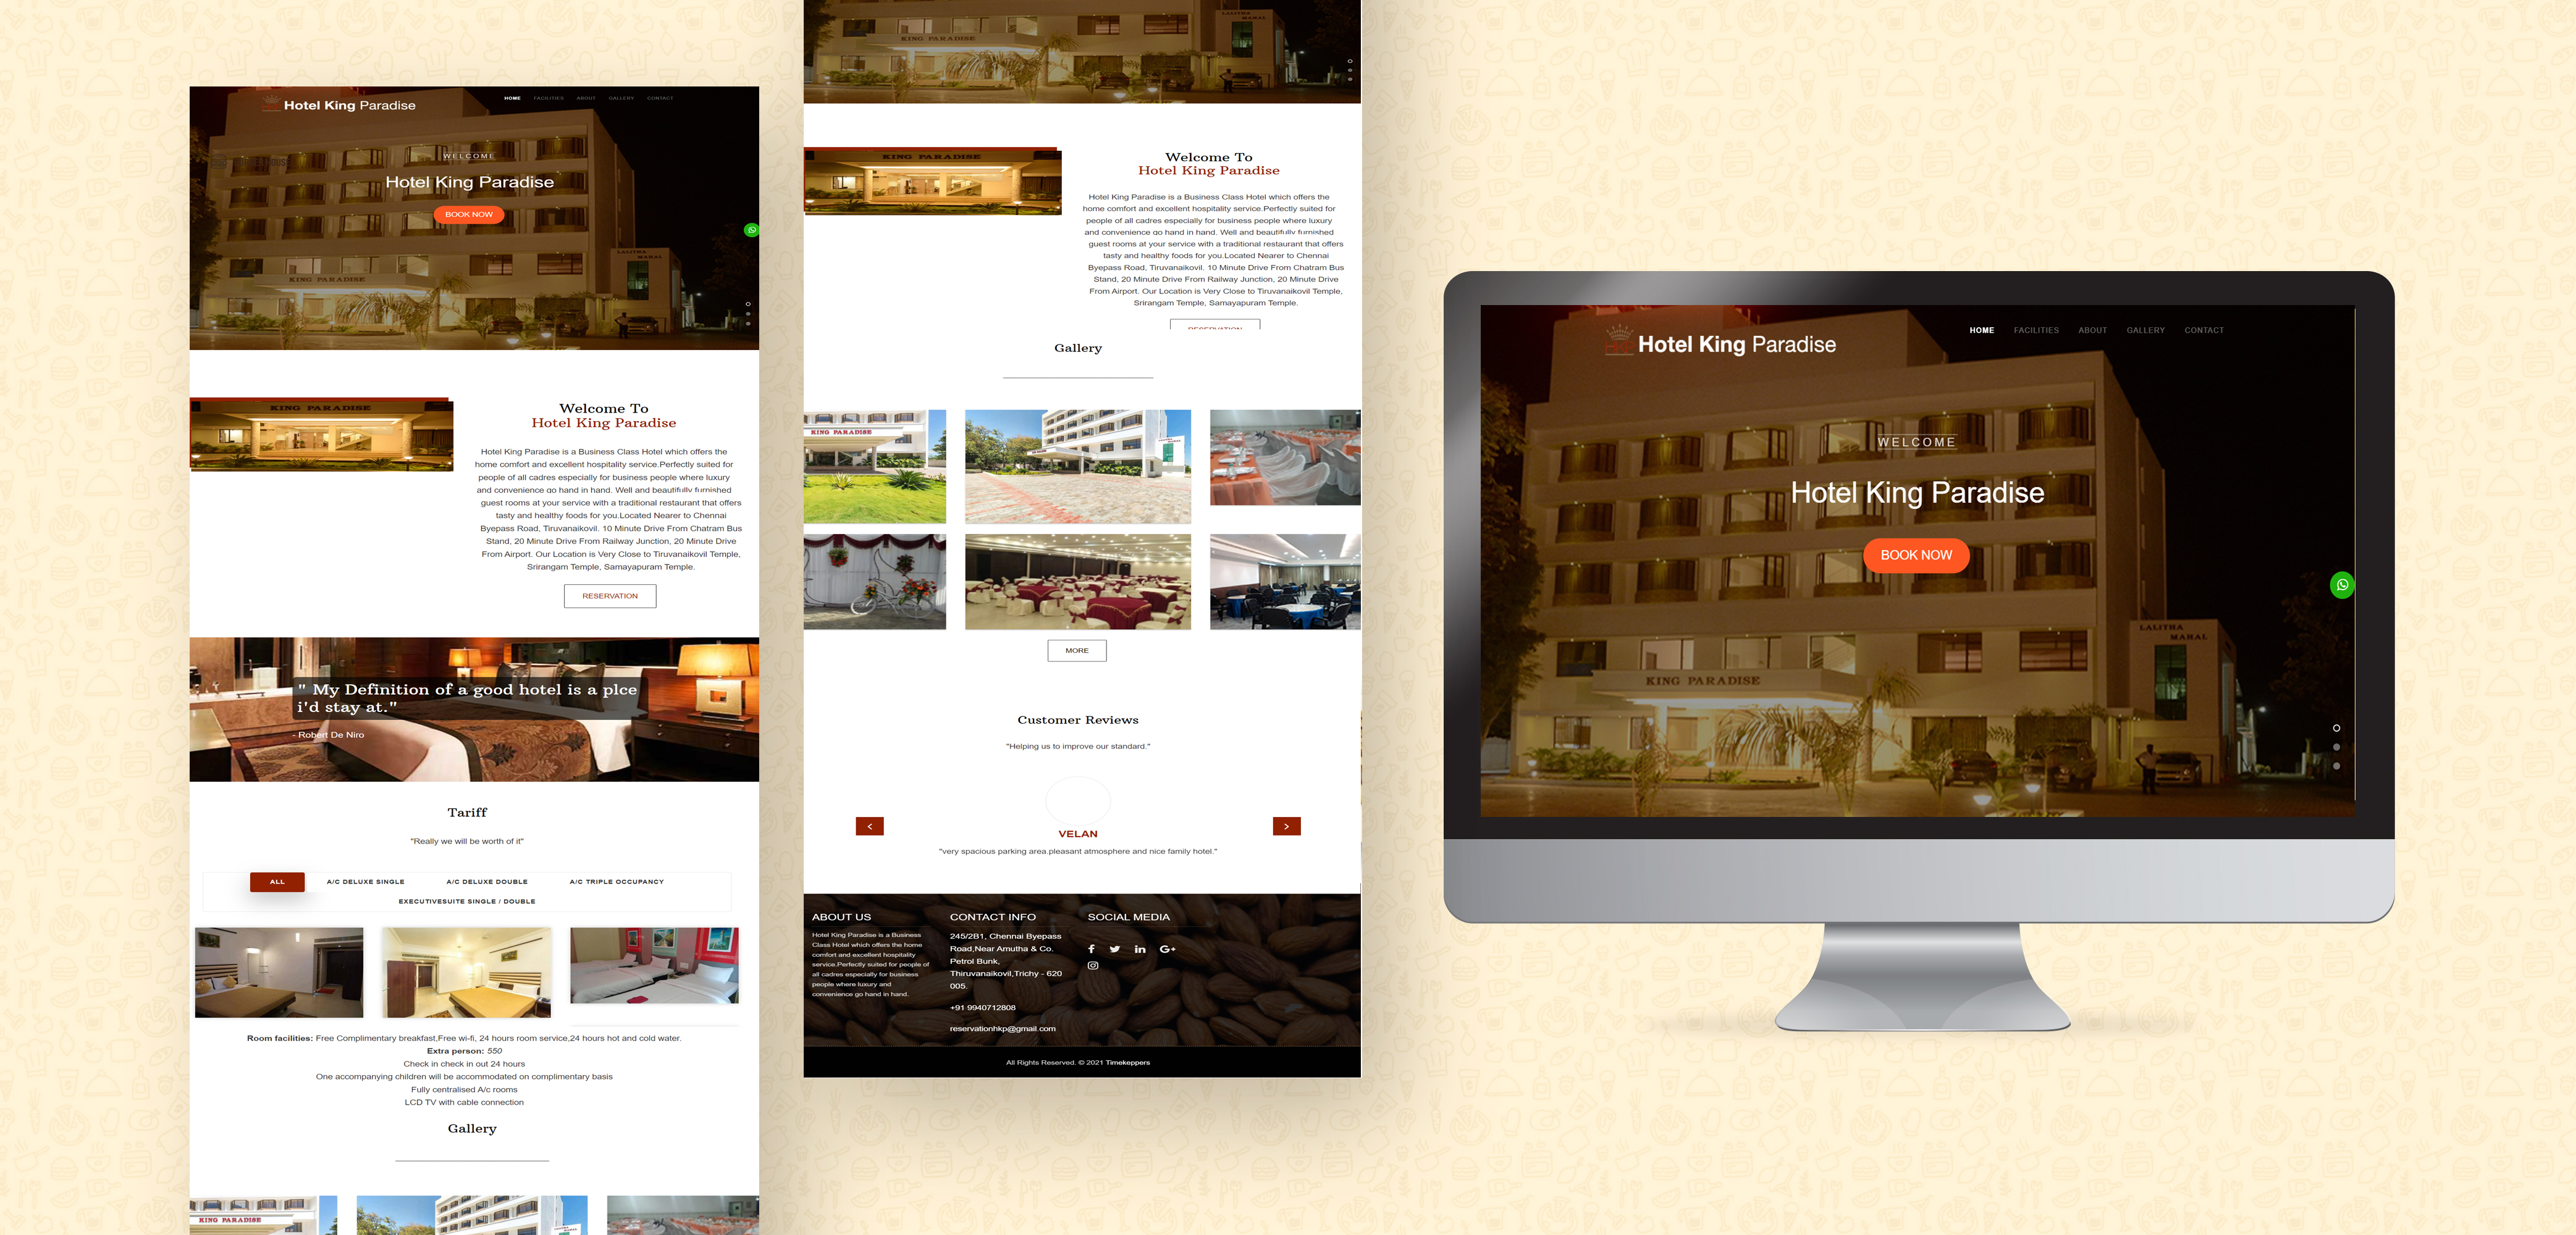 Hotel King Paradise
HOME FACILITIES ABOUT GALLERY CONTACT
WELCOME
Hotel King Paradise
BOOK NOW
LALITHA
MAHAL
KING PARADISE
KING PARADISE
Welcome To
Hotel King Paradise
Hotel King Paradise is a Business Class Hotel which offers the
home comfort and excellent hospitality service.Perfectly suited for
people of all cadres especially for business people where luxury
and convenience go hand in hand. Well and beautifully furnished
guest rooms at your service with a traditional restaurant that offers
tasty and healthy foods for you.Located Nearer to Chennai
Byepass Road, Tiruvanaikovil. 10 Minute Drive From Chatram Bus
Stand, 20 Minute Drive From Railway Junction, 20 Minute Drive
From Airport. Our Location is Very Close to Tiruvanaikovil Temple,
Srirangam Temple, Samayapuram Temple.
RESERVATION
" My Definition of a good hotel is a plce
i'd stay at."
- Robert De Niro
Tariff
"Really we will be worth of it"
ALL A/C DELUXE SINGLE A/C DELUXE DOUBLE A/C TRIPLE OCCUPANCY
EXECUTIVESUITE SINGLE / DOUBLE
Room facilities: Free Complimentary breakfast,Free wi-fi, 24 hours room service,24 hours hot and cold water.
Extra person: 550
Check in check in out 24 hours
One accompanying children will be accommodated on complimentary basis
Fully centralised A/c rooms
LCD TV with cable connection
Gallery
KING PARADISE
LALITHA
MAHAL
KING PARADISE
KING PARADISE
Welcome To
Hotel King Paradise
Hotel King Paradise is a Business Class Hotel which offers the
home comfort and excellent hospitality service.Perfectly suited for
people of all cadres especially for business people where luxury
and convenience go hand in hand. Well and beautifully furnished
guest rooms at your service with a traditional restaurant that offers
tasty and healthy foods for you.Located Nearer to Chennai
Byepass Road, Tiruvanaikovil. 10 Minute Drive From Chatram Bus
Stand, 20 Minute Drive From Railway Junction, 20 Minute Drive
From Airport. Our Location is Very Close to Tiruvanaikovil Temple,
Srirangam Temple, Samayapuram Temple.
RESERVATION
Gallery
KING PARADISE
MORE
Customer Reviews
"Helping us to improve our standard."
VELAN
"very spacious parking area.pleasant atmosphere and nice family hotel."
ABOUT US
Hotel King Paradise is a Business
Class Hotel which offers the home
comfort and excellent hospitality
service.Perfectly suited for people of
all cadres especially for business
people where luxury and
convenience go hand in hand.
CONTACT INFO
245/2B1, Chennai Byepass
Road,Near Amutha & Co.
Petrol Bunk,
Thiruvanaikovil,Trichy - 620
005.
+91 9940712808
reservationhkp@gmail.com
SOCIAL MEDIA
All Rights Reserved. © 2021 Timekeppers
Hotel King Paradise
HOME FACILITIES ABOUT GALLERY CONTACT
WELCOME
Hotel King Paradise
BOOK NOW
LALITHA
MAHAL
KING PARADISE